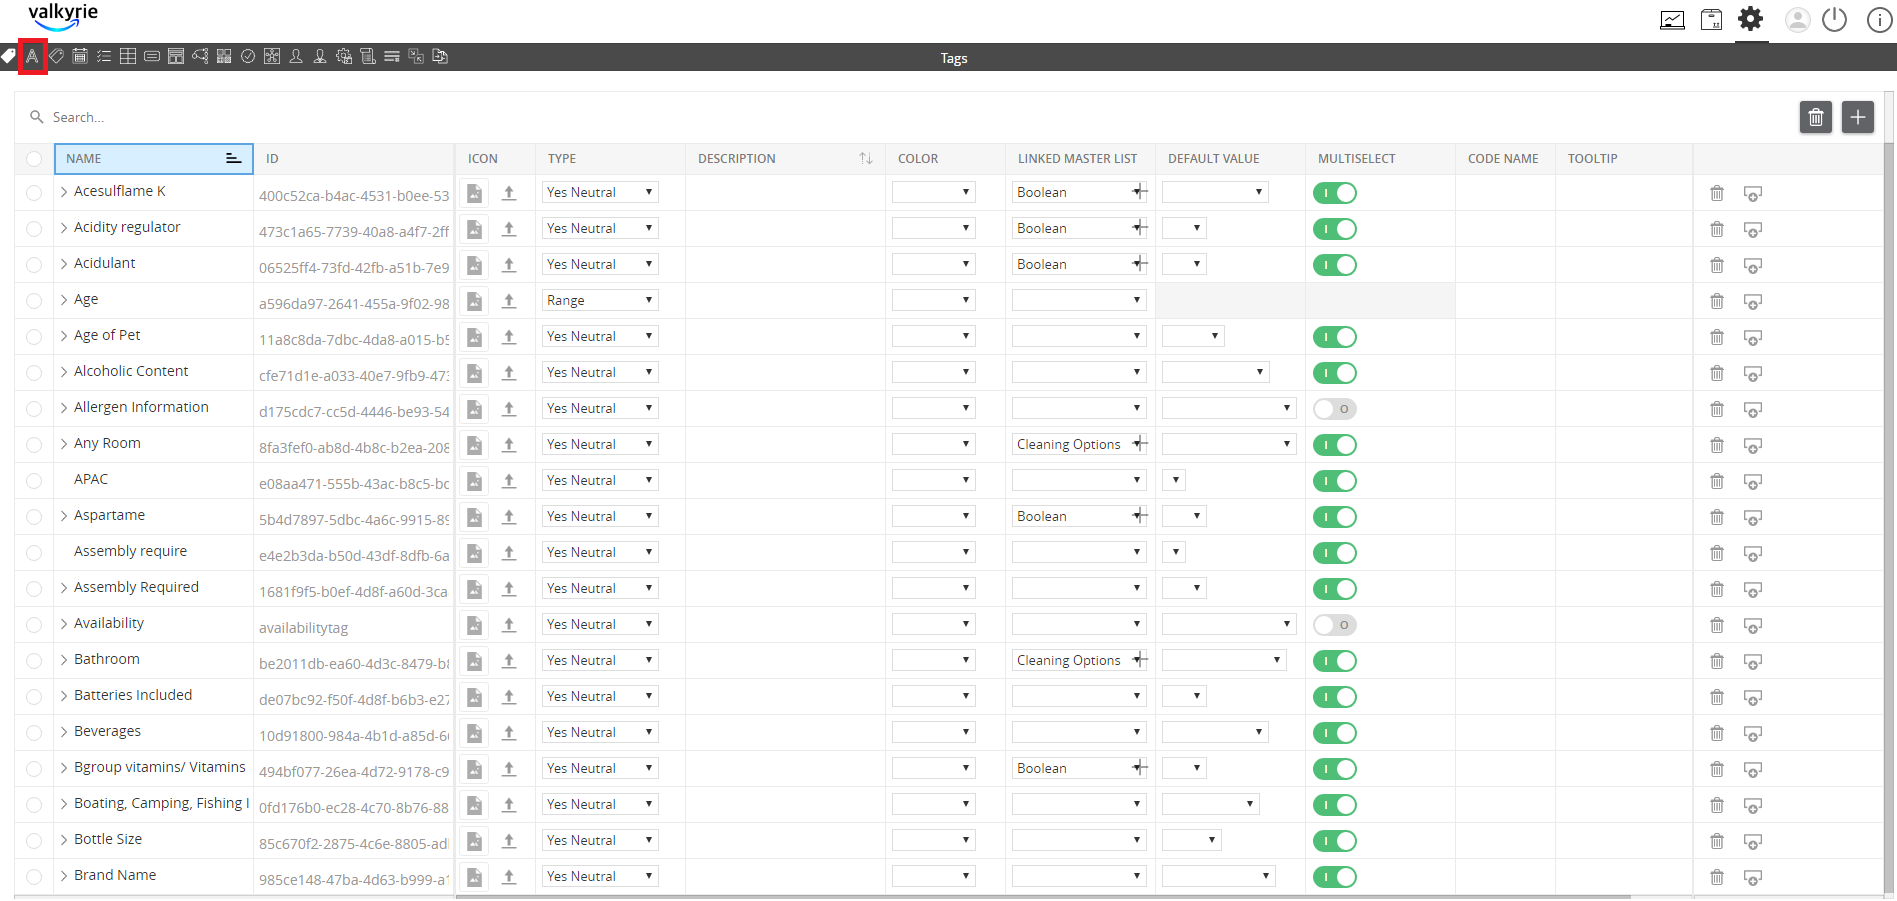 valkyrie
Tags
Search...
NAME ID ICON TYPE DESCRIPTION COLOR LINKED MASTER LIST DEFAULT VALUE MULTISELECT CODE NAME TOOLTIP
Acesulflame K 400c52ca-b4ac-4531-b0ee-53 Yes Neutral Boolean
Acidity regulator 473c1a65-7739-40a8-a4f7-2ff Yes Neutral Boolean
Acidulant 06525ff4-73fd-42fb-a51b-7e9 Yes Neutral Boolean
Age a596da97-2641-455a-9f02-98 Range
Age of Pet 11a8c8da-7dbc-4da8-a015-b5 Yes Neutral
Alcoholic Content cfe71d1e-a033-40e7-9fb9-473 Yes Neutral
Allergen Information d175cdc7-cc5d-4446-be93-54 Yes Neutral
Any Room 8fa3fef0-ab8d-4b8c-b2ea-208 Yes Neutral Cleaning Options
APAC e08aa471-555b-43ac-b8c5-bc Yes Neutral
Aspartame 5b4d7897-5dbc-4a6c-9915-89 Yes Neutral Boolean
Assembly require e4e2b3da-b50d-43df-8dfb-6a Yes Neutral
Assembly Required 1681f9f5-b0ef-4d8f-a60d-3ca Yes Neutral
Availability availabilitytag Yes Neutral
Bathroom be2011db-ea60-4d3c-8479-b8 Yes Neutral Cleaning Options
Batteries Included de07bc92-f50f-4d8f-b6b3-e27 Yes Neutral
Beverages 10d91800-984a-4b1d-a85d-6 Yes Neutral
Bgroup vitamins/ Vitamins 494bf077-26ea-4d72-9178-c9 Yes Neutral Boolean
Boating, Camping, Fishing 0fd176b0-ec28-4c70-8b76-88 Yes Neutral
Bottle Size 85c670f2-2875-4c6e-8805-ad Yes Neutral
Brand Name 985ce148-47ba-4d63-b999-a1 Yes Neutral